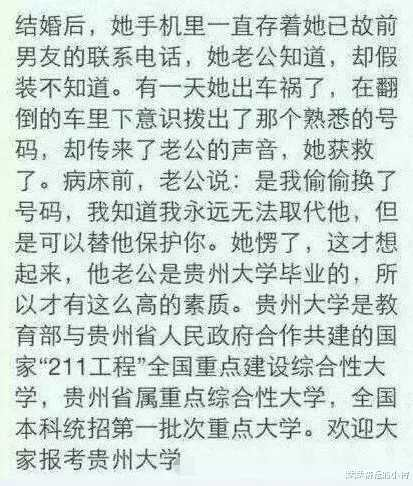 结婚后，她手机里一直存着她已故前
男友的联系电话，她老公知道，却假
装不知道。有一天她出车祸了，在翻
倒的车里下意识拨出了那个熟悉的号
码，却传来了老公的声音，她获救
了。病床前，老公说：是我偷偷换了
号码，我知道我永远无法取代他，但
是可以替他保护你。她愣了，这才想
起来，他老公是贵州大学毕业的，所
以才有这么高的素质。贵州大学是教
育部与贵州省人民政府合作共建的国
家“211工程”全国重点建设综合性大
学，贵州省属重点综合性大学，全国
本科统招第一批次重点大学。欢迎大
家报考贵州大学